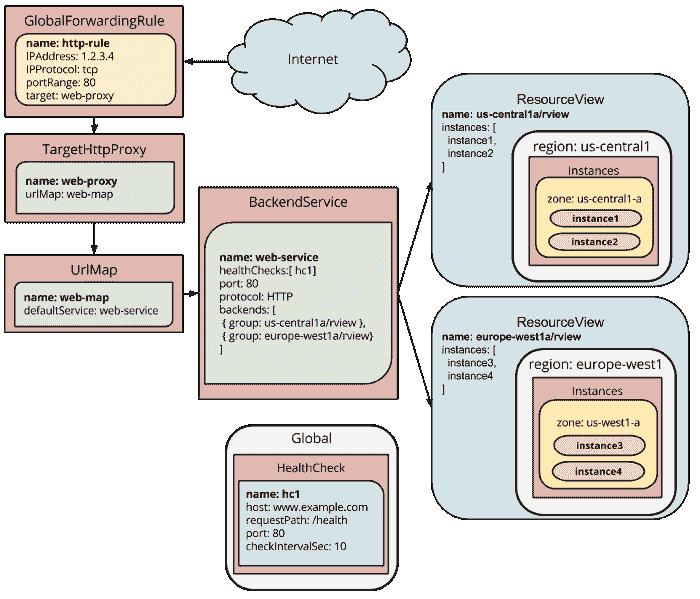 GlobalForwardingRule
name: http-rule
IPAddress: 1.2.3.4
IPProtocol: tcp
portRange: 80
target: web-proxy
Internet
TargetHttpProxy
name: web-proxy
urlMap: web-map
UrlMap
name: web-map
defaultService: web-service
BackendService
name: web-service
healthChecks:[ hc1]
port: 80
protocol: HTTP
backends: [
{ group: us-central1a/rview },
{ group: europe-west1a/rview}
]
ResourceView
name: us-central1a/rview
instances: [
instance1,
instance2
]
region: us-central1
Instances
zone: us-central1-a
instance1
instance2
ResourceView
name: europe-west1a/rview
instances: [
instance3,
instance4
]
region: europe-west1
Instances
zone: us-west1-a
instance3
instance4
Global
HealthCheck
name: hc1
host: www.example.com
requestPath: /health
port: 80
checkIntervalSec: 10